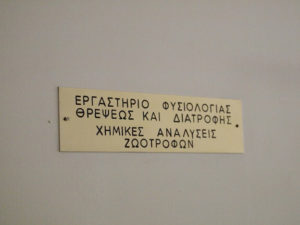 ΕΡΓΑΣΤΗΡΙΟ ΦΥΣΙΟΛΟΓΙΑΣ
ΘΡΕΨΕΩΣ ΚΑΙ ΔΙΑΤΡΟΦΗΣ
ΧΗΜΙΚΕΣ ΑΝΑΛΥΣΕΙΣ
ΖΩΟΤΡΟΦΩΝ